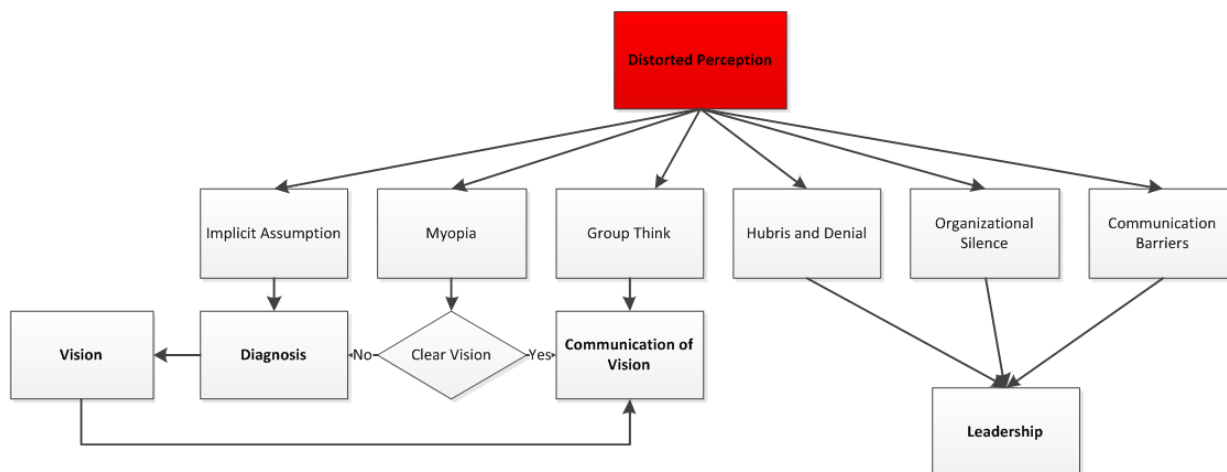 Distorted Perception
Implicit Assumption
Myopia
Group Think
Hubris and Denial
Organizational
Silence
Communication
Barriers
Vision
Diagnosis
No
Clear Vision
Yes
Communication of
Vision
Leadership